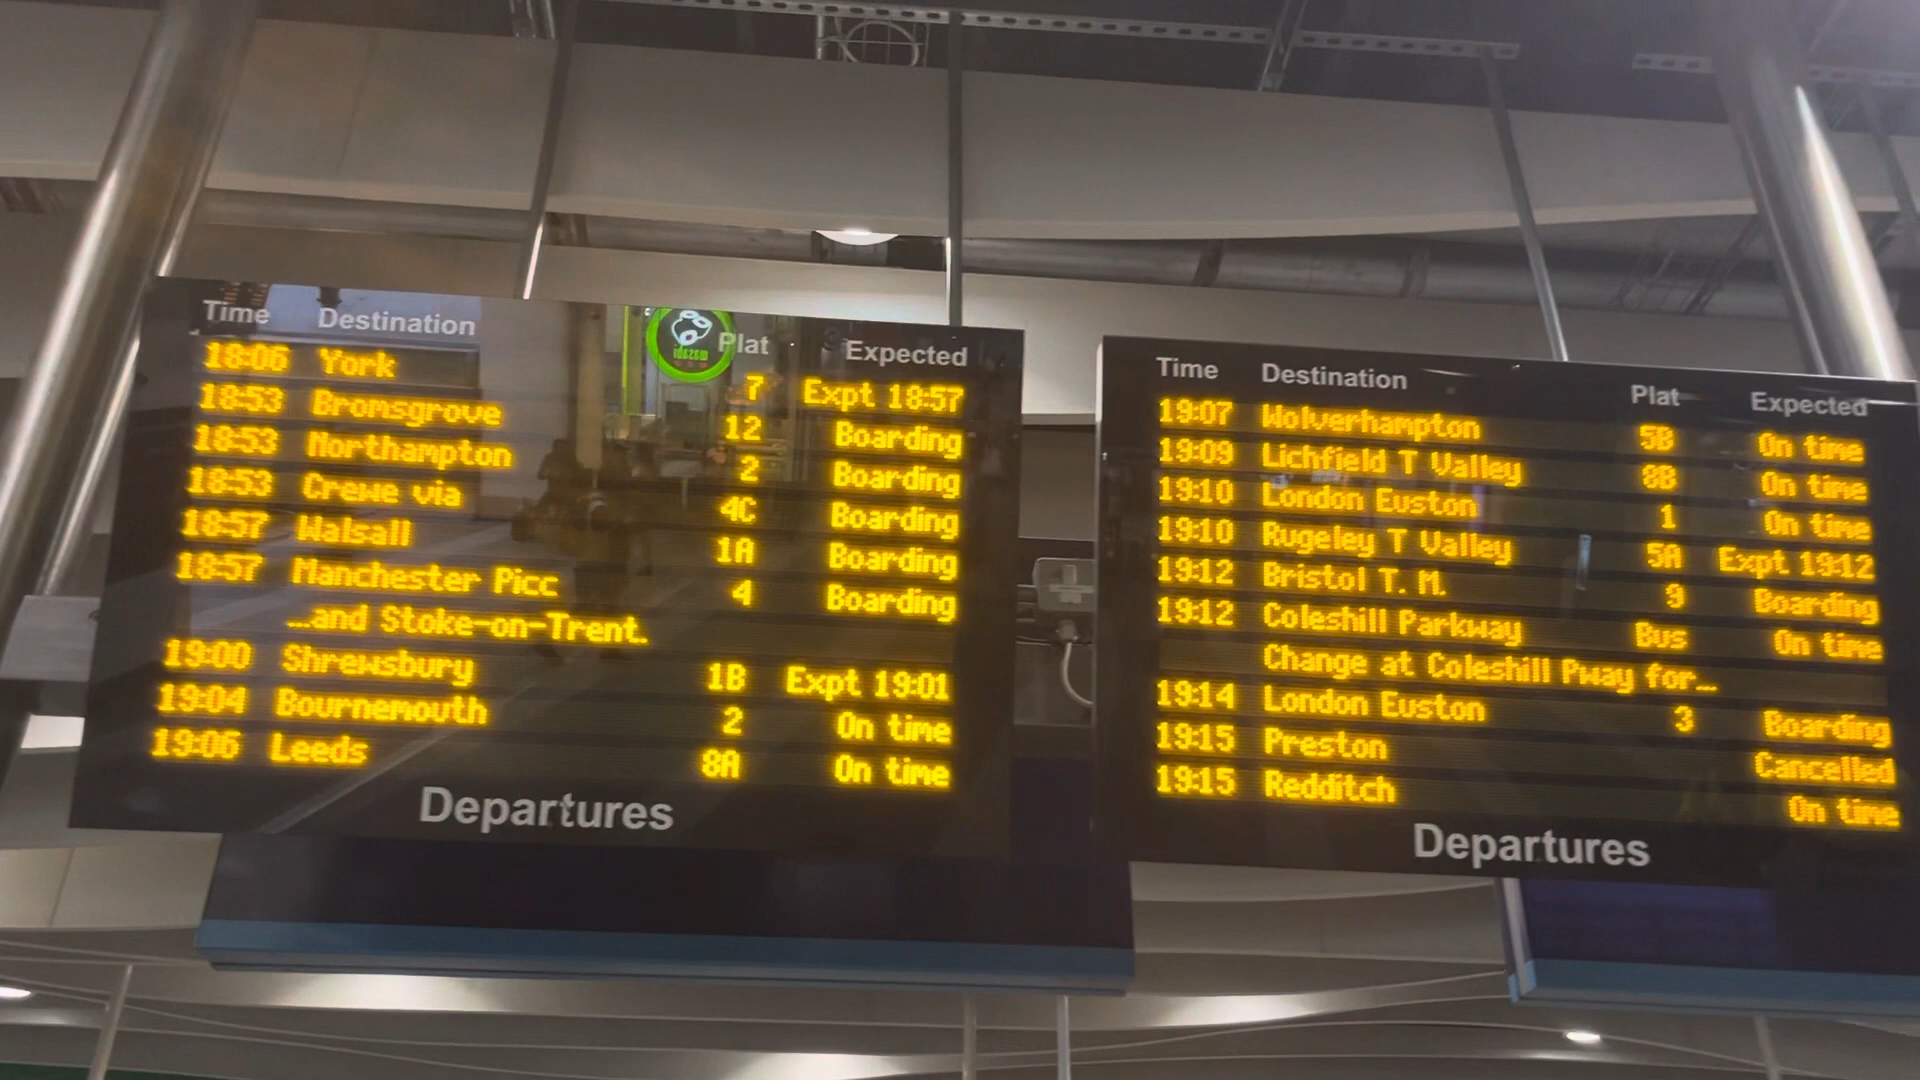 Time Destination Plat Expected
18:06 York 7 Expt 18:57
18:53 Bromsgrove 12 Boarding
18:53 Northampton 2 Boarding
18:53 Crewe via 4C Boarding
18:57 Walsall 1A Boarding
18:57 Manchester Picc 4 Boarding
...and Stoke-on-Trent.
19:00 Shrewsbury 1B Expt 19:01
19:04 Bournemouth 2 On time
19:06 Leeds 8A On time
Departures
Time Destination Plat Expected
19:07 Wolverhampton 5B On time
19:09 Lichfield T Valley 8B On time
19:10 London Euston 1 On time
19:10 Rugeley T Valley 5A Expt 19:12
19:12 Bristol T. M. 9 Boarding
19:12 Coleshill Parkway Bus On time
Change at Coleshill Pway for...
19:14 London Euston 3 Boarding
19:15 Preston Cancelled
19:15 Redditch On time
Departures